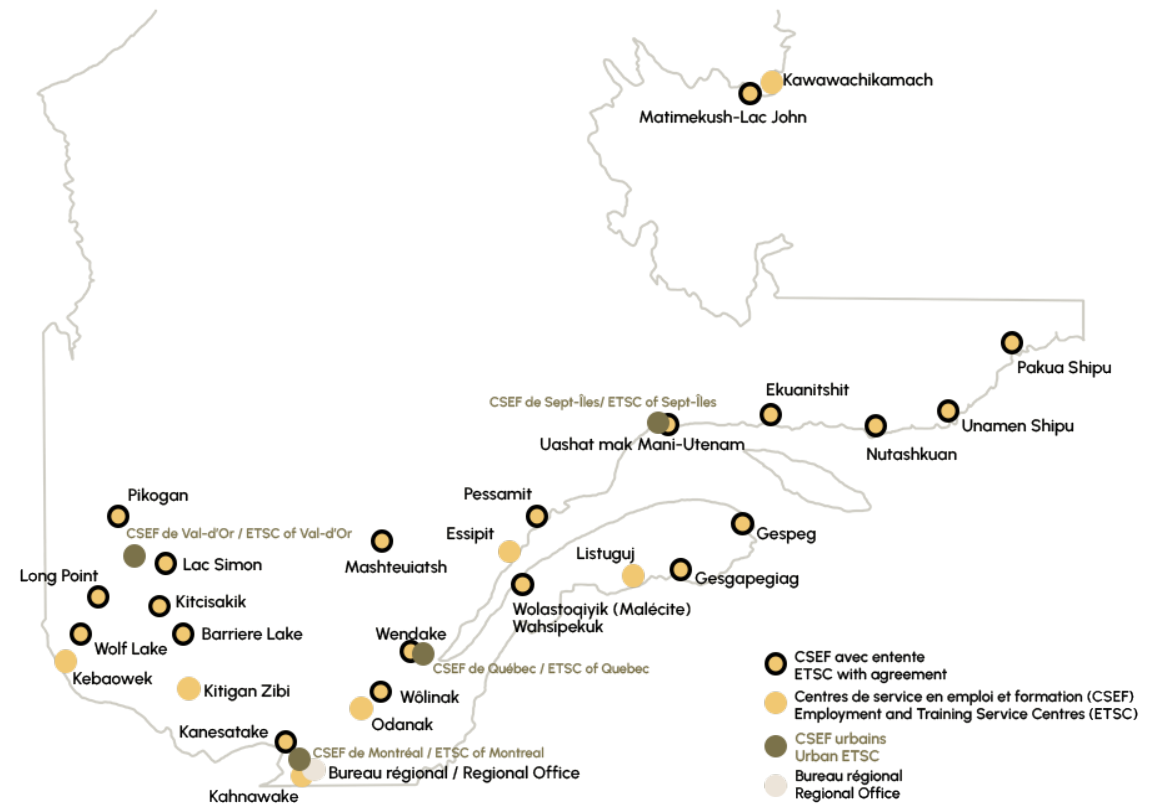 Kawawachikamach
Matimekush-Lac John
Pakua Shipu
Ekuanitshit
CSEF de Sept-Îles/ ETSC of Sept-Îles
Unamen Shipu
Uashat mak Mani-Utenam
Nutashkuan
Pikogan
Pessamit
CSEF de Val-d'Or / ETSC of Val-d'Or
Essipit
Gespeg
Listuguj
Lac Simon
Mashteuiatsh
Long Point
Gesgapegiag
Kitcisakik
Wolastoqiyik (Malécite)
Wahsipekuk
Barriere Lake
Wendake
Wolf Lake
CSEF de Québec / ETSC of Quebec
Kebaowek
Kitigan Zibi
Wôlinak
Odanak
Kanesatake
CSEF de Montréal / ETSC of Montreal
Bureau régional / Regional Office
Kahnawake
CSEF avec entente
ETSC with agreement
Centres de service en emploi et formation (CSEF)
Employment and Training Service Centres (ETSC)
CSEF urbains
Urban ETSC
Bureau régional
Regional Office